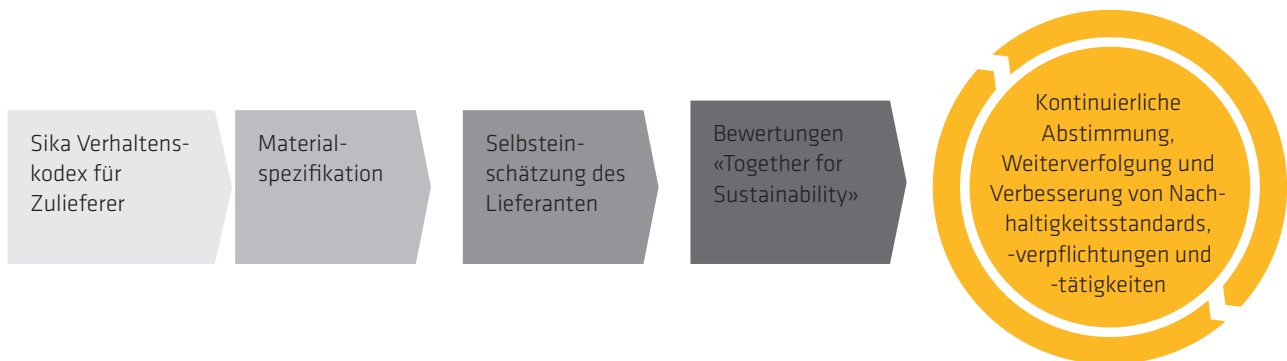 Sika Verhaltens-
kodex für
Zulieferer
Material-
spezifikation
Selbstein-
schätzung des
Lieferanten
Bewertungen
«Together for
Sustainability»
Kontinuierliche
Abstimmung,
Weiterverfolgung und
Verbesserung von Nach-
haltigkeitsstandards,
-verpflichtungen und
-tätigkeiten